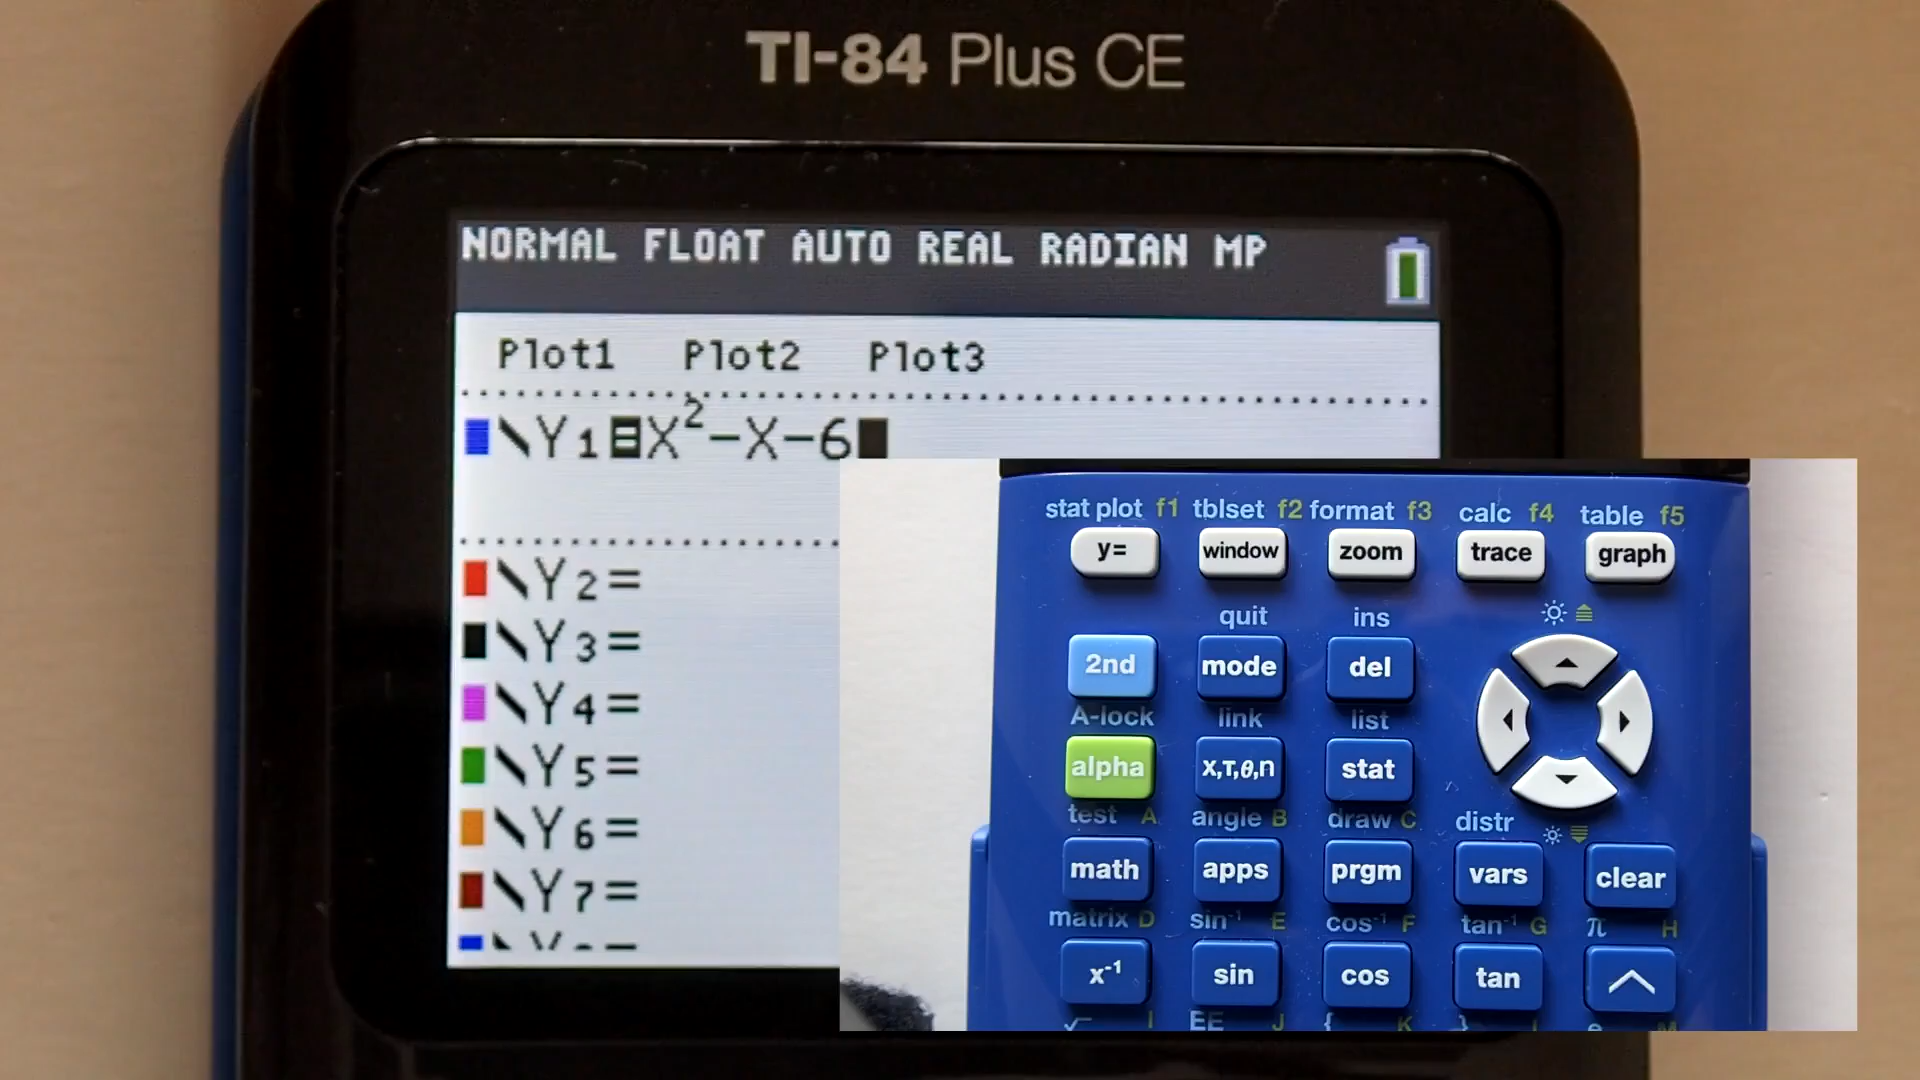 TI-84 Plus CE
NORMAL FLOAT AUTO REAL RADIAN MP
Plot1 Plot2 Plot3
\Y1=X²-X-6
\Y2=
\Y3=
\Y4=
\Y5=
\Y6=
\Y7=
stat plot f1 tblset f2 format f3 calc f4 table f5
y= window zoom trace graph
quit ins
2nd mode del
A-lock link list
alpha X,T,θ,n stat
test A angle B draw C distr
math apps prgm vars clear
matrix D sin⁻¹ E cos⁻¹ F tan⁻¹ G π H
x⁻¹ sin cos tan ^
√ I EE J { K